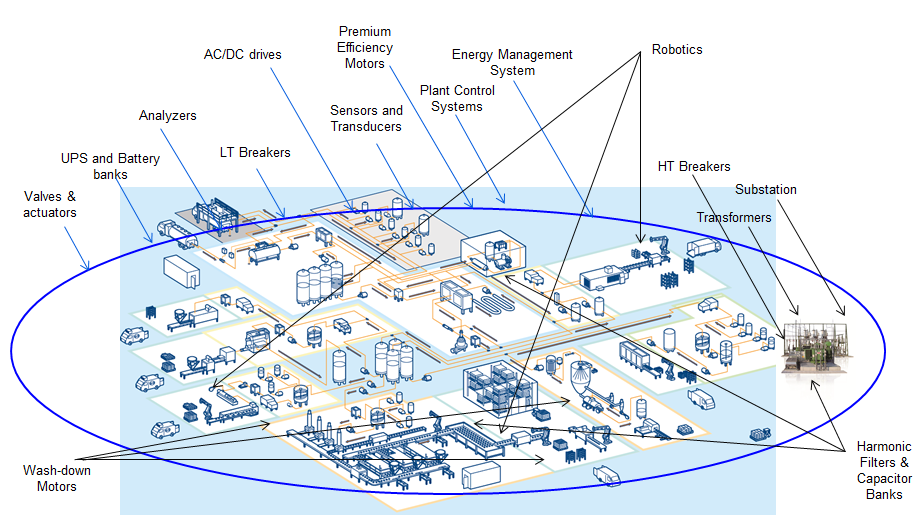 Premium
Efficiency
Motors
AC/DC drives
Energy Management
System
Robotics
Plant Control
Systems
Sensors and
Transducers
Analyzers
LT Breakers
UPS and Battery
banks
HT Breakers
Valves &
actuators
Substation
Transformers
Wash-down
Motors
Harmonic
Filters &
Capacitor
Banks